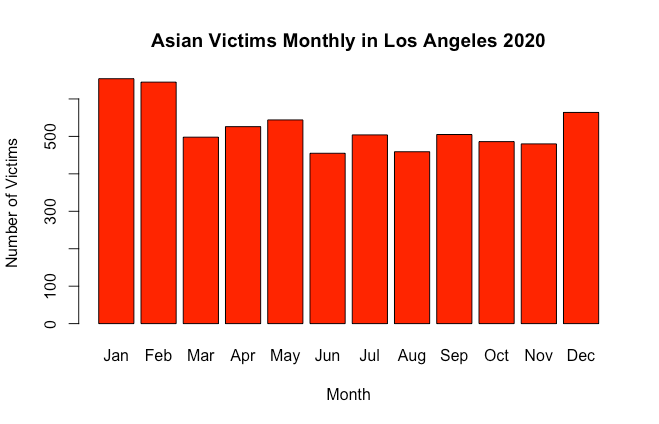 Asian Victims Monthly in Los Angeles 2020
Number of Victims
500
300
100
0
Jan Feb Mar Apr May Jun Jul Aug Sep Oct Nov Dec
Month